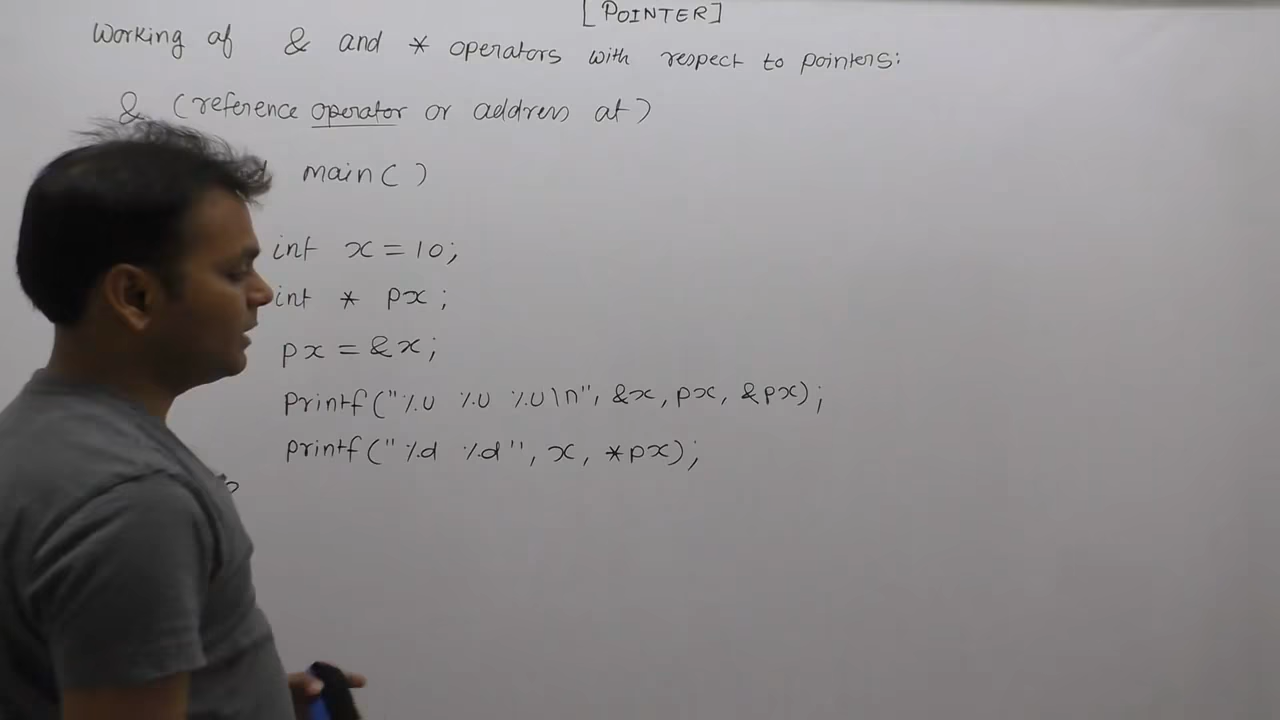 [POINTER]
Working of & and * operators with respect to pointers:
& (reference operator or address at)
main( )
int x = 10;
int * px;
px = &x;
printf("%u %u %u\n", &x, px, &px);
printf("%d %d", x, *px);